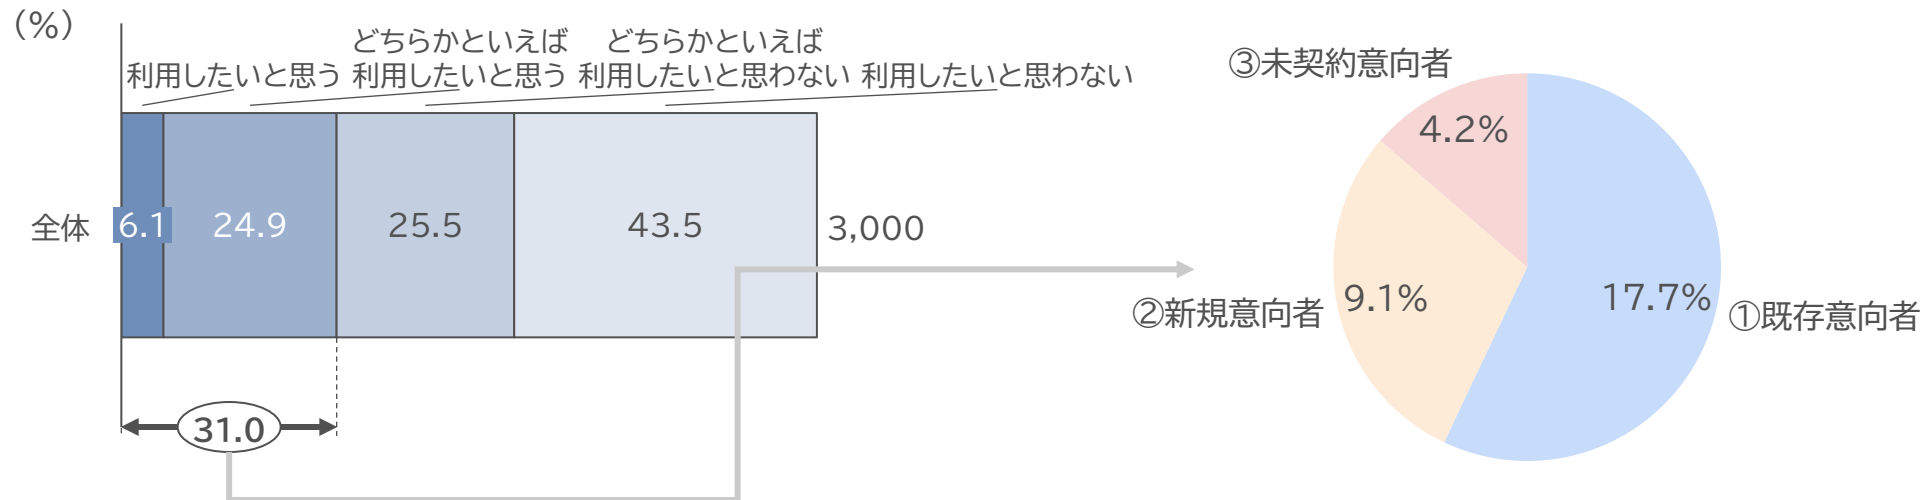 （%）
利用したいと思う
どちらかといえば
利用したいと思う
どちらかといえば
利用したいと思わない
利用したいと思わない
全体
6.1
24.9
25.5
43.5
3,000
31.0
③未契約意向者
4.2%
②新規意向者
9.1%
17.7%
①既存意向者